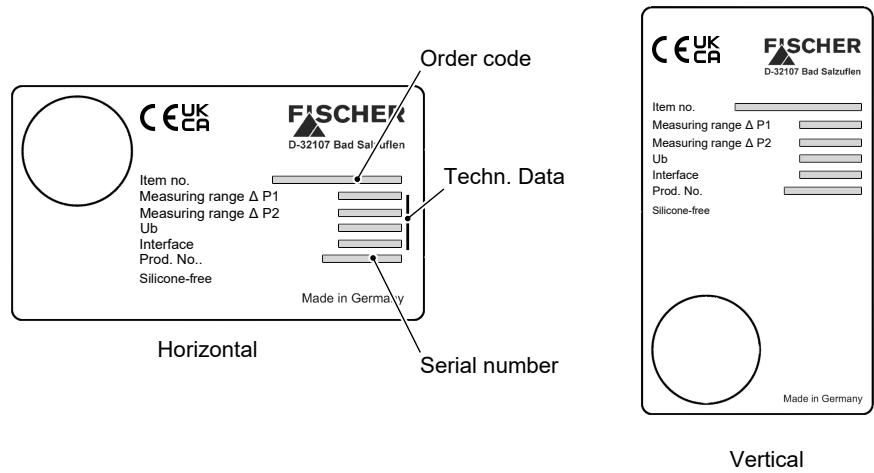 Order code
CE UK
CA
FISCHER
D-32107 Bad Salzuflen
Techn. Data
Item no.
Measuring range Δ P1
Measuring range Δ P2
Ub
Interface
Prod. No..
Silicone-free
Made in Germany
Horizontal
Serial number
CE UK
CA
FISCHER
D-32107 Bad Salzuflen
Item no.
Measuring range Δ P1
Measuring range Δ P2
Ub
Interface
Prod. No.
Silicone-free
Made in Germany
Vertical